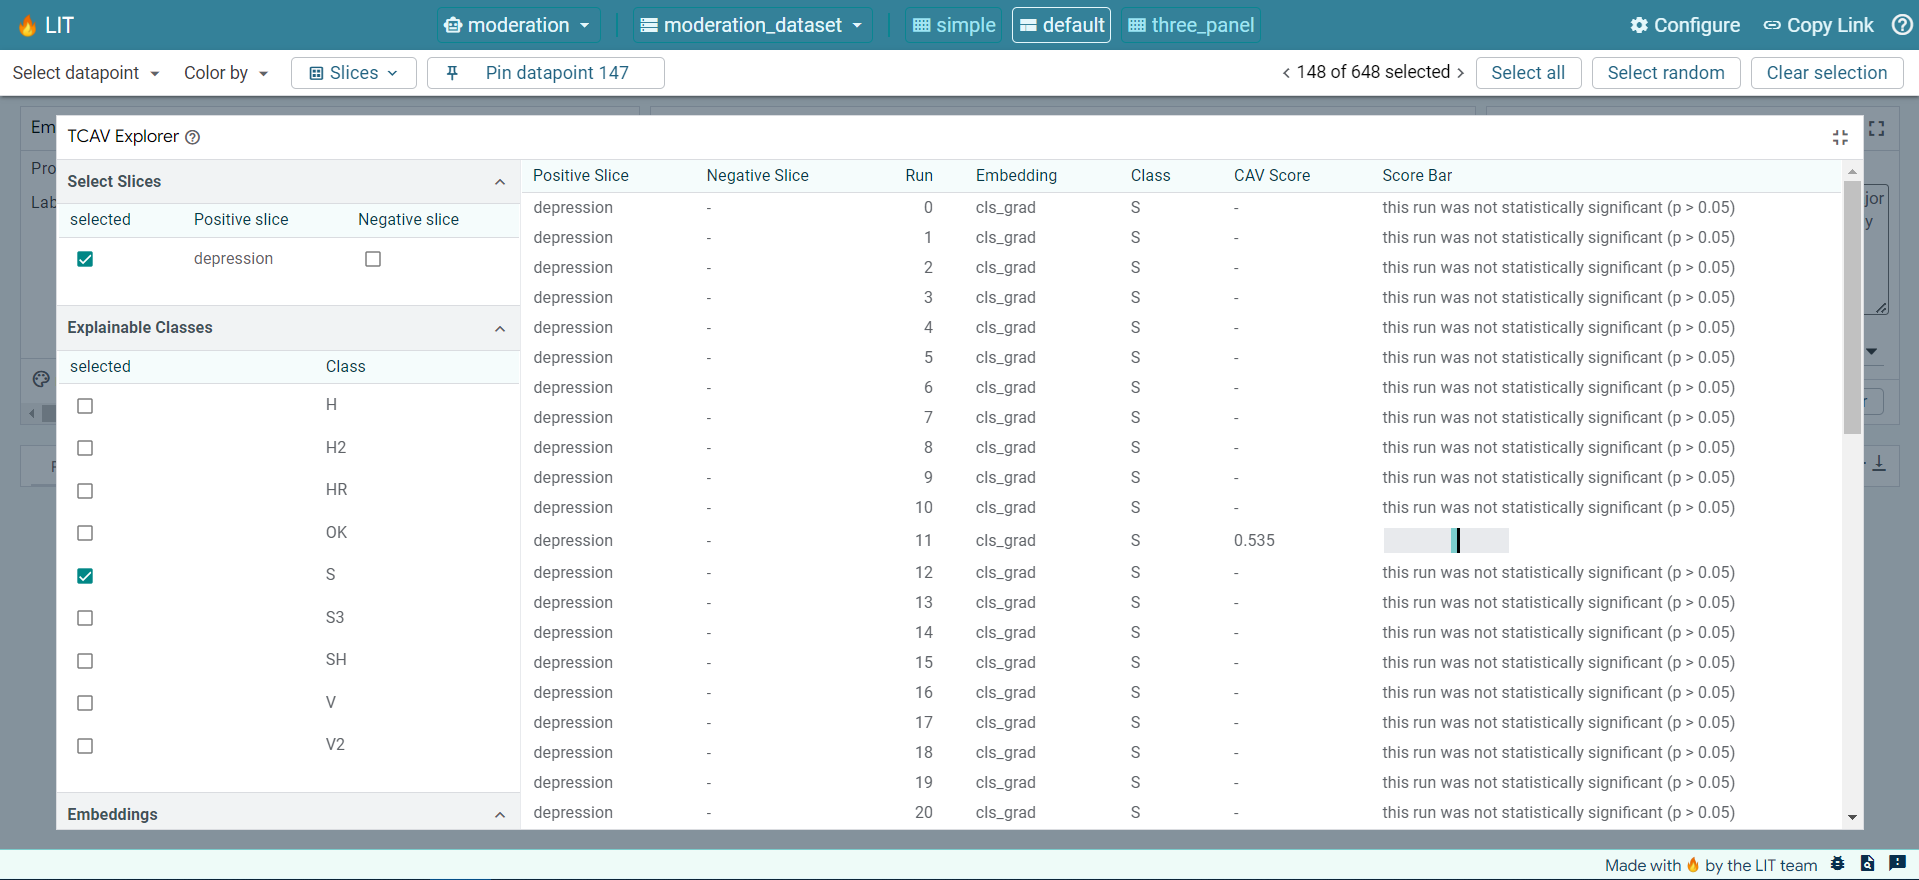 LIT
moderation
moderation_dataset
simple
default
three_panel
Configure
Copy Link
Select datapoint
Color by
Slices
Pin datapoint 147
148 of 648 selected
Select all
Select random
Clear selection
Em
Pro
Lab
jor
y
r
TCAV Explorer
Select Slices
selected Positive slice Negative slice
depression
Explainable Classes
selected Class
H
H2
HR
OK
S
S3
SH
V
V2
Embeddings
Positive Slice Negative Slice Run Embedding Class CAV Score Score Bar
depression - 0 cls_grad S - this run was not statistically significant (p > 0.05)
depression - 1 cls_grad S - this run was not statistically significant (p > 0.05)
depression - 2 cls_grad S - this run was not statistically significant (p > 0.05)
depression - 3 cls_grad S - this run was not statistically significant (p > 0.05)
depression - 4 cls_grad S - this run was not statistically significant (p > 0.05)
depression - 5 cls_grad S - this run was not statistically significant (p > 0.05)
depression - 6 cls_grad S - this run was not statistically significant (p > 0.05)
depression - 7 cls_grad S - this run was not statistically significant (p > 0.05)
depression - 8 cls_grad S - this run was not statistically significant (p > 0.05)
depression - 9 cls_grad S - this run was not statistically significant (p > 0.05)
depression - 10 cls_grad S - this run was not statistically significant (p > 0.05)
depression - 11 cls_grad S 0.535
depression - 12 cls_grad S - this run was not statistically significant (p > 0.05)
depression - 13 cls_grad S - this run was not statistically significant (p > 0.05)
depression - 14 cls_grad S - this run was not statistically significant (p > 0.05)
depression - 15 cls_grad S - this run was not statistically significant (p > 0.05)
depression - 16 cls_grad S - this run was not statistically significant (p > 0.05)
depression - 17 cls_grad S - this run was not statistically significant (p > 0.05)
depression - 18 cls_grad S - this run was not statistically significant (p > 0.05)
depression - 19 cls_grad S - this run was not statistically significant (p > 0.05)
depression - 20 cls_grad S - this run was not statistically significant (p > 0.05)
Made with 🔥 by the LIT team